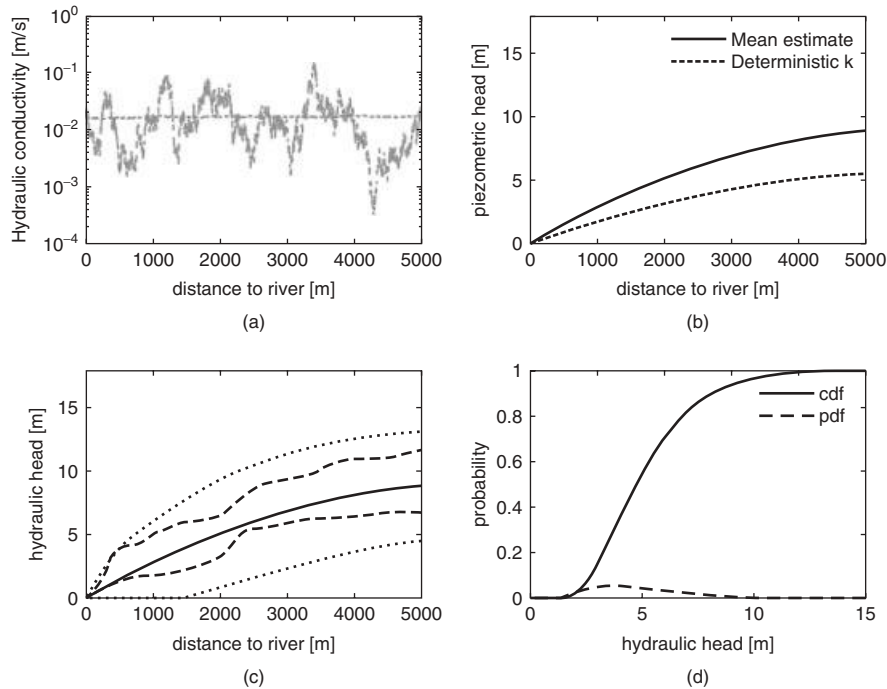 Hydraulic conductivity [m/s]
10^0
10^-1
10^-2
10^-3
10^-4
0 1000 2000 3000 4000 5000
distance to river [m]
(a)
piezometric head [m]
15
10
5
0
Mean estimate
Deterministic k
0 1000 2000 3000 4000 5000
distance to river [m]
(b)
hydraulic head [m]
15
10
5
0
0 1000 2000 3000 4000 5000
distance to river [m]
(c)
probability
1
0.8
0.6
0.4
0.2
0
cdf
pdf
0 5 10 15
hydraulic head [m]
(d)